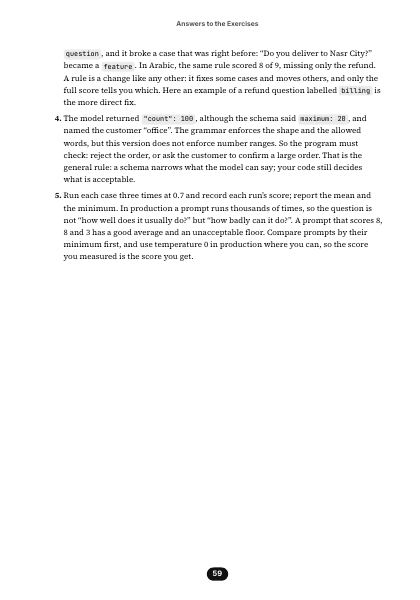 Answers to the Exercises
question, and it broke a case that was right before: “Do you deliver to Nasr City?”
became a feature. In Arabic, the same rule scored 8 of 9, missing only the refund.
A rule is a change like any other: it fixes some cases and moves others, and only the
full score tells you which. Here an example of a refund question labelled billing is
the more direct fix.
4. The model returned "count": 100, although the schema said maximum: 20, and
named the customer “office”. The grammar enforces the shape and the allowed
words, but this version does not enforce number ranges. So the program must
check: reject the order, or ask the customer to confirm a large order. That is the
general rule: a schema narrows what the model can say; your code still decides
what is acceptable.
5. Run each case three times at 0.7 and record each run’s score; report the mean and
the minimum. In production a prompt runs thousands of times, so the question is
not “how well does it usually do?” but “how badly can it do?”. A prompt that scores 8,
8 and 3 has a good average and an unacceptable floor. Compare prompts by their
minimum first, and use temperature 0 in production where you can, so the score
you measured is the score you get.
59